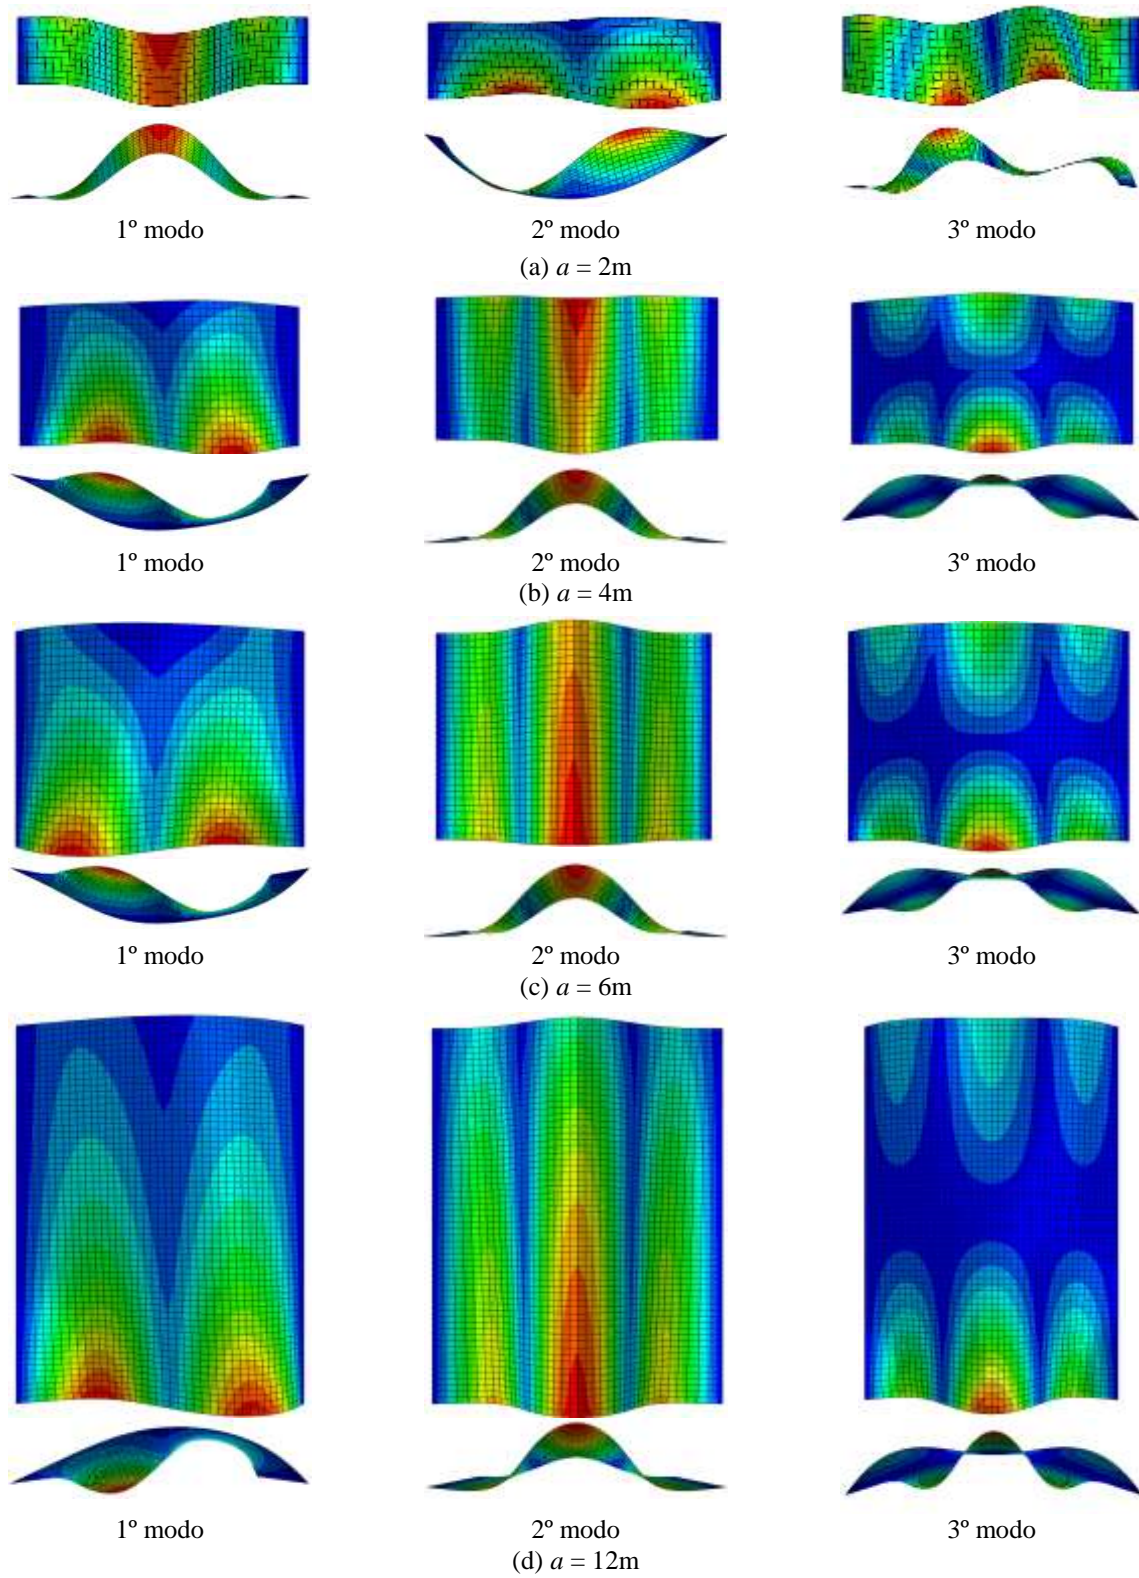 1º modo 2º modo 3º modo
(a) a = 2m
1º modo 2º modo 3º modo
(b) a = 4m
1º modo 2º modo 3º modo
(c) a = 6m
1º modo 2º modo 3º modo
(d) a = 12m